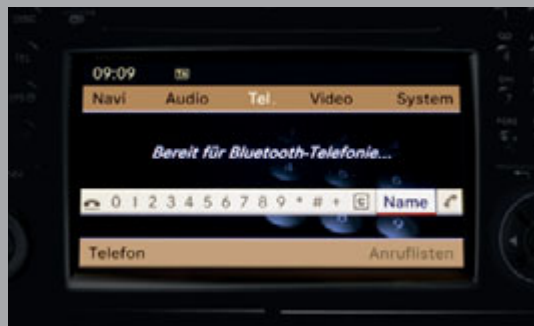 09:09 TA
Navi Audio Tel. Video System
Bereit für Bluetooth-Telefonie...
0 1 2 3 4 5 6 7 8 9 * # + S Name
Telefon Anruflisten